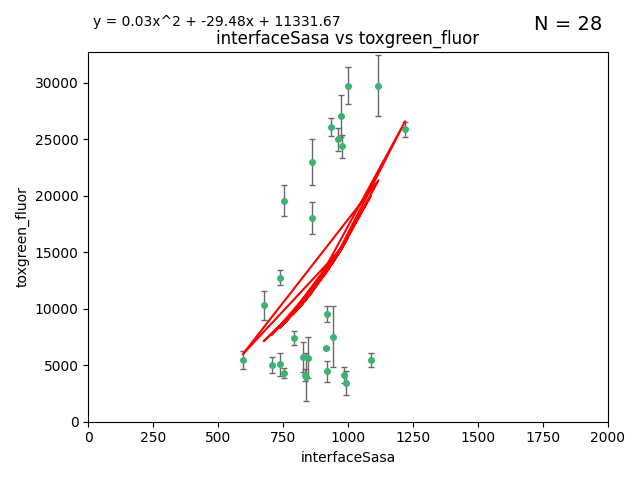 y = 0.03x^2 + -29.48x + 11331.67
N = 28
interfaceSasa vs toxgreen_fluor
30000
25000
20000
15000
10000
5000
0
toxgreen_fluor
0 250 500 750 1000 1250 1500 1750 2000
interfaceSasa